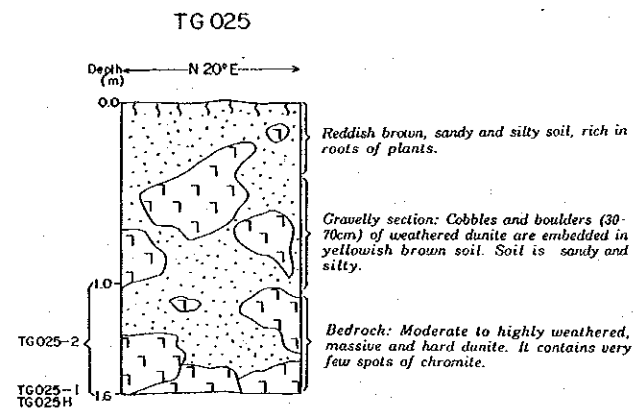 TG 025
Depth
(m)
N 20° E
0.0
Reddish brown, sandy and silty soil, rich in
roots of plants.
Gravelly section: Cobbles and boulders (30-
70cm) of weathered dunite are embedded in
yellowish brown soil. Soil is sandy and
silty.
1.0
TG025-2
Bedroch: Moderate to highly weathered,
massive and hard dunite. It contains very
few spots of chromite.
TG025-1
TG025H
1.6